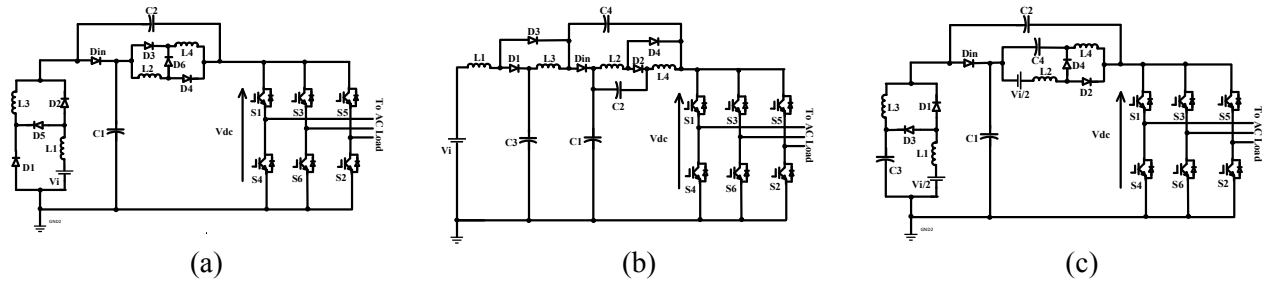 C2
Din
D3
L4
D6
L2
D4
L3
D2
D5
L1
D1
Vi
C1
Vdc
S1
S3
S5
S4
S6
S2
To AC Load
GND2
(a)
C4
D3
D4
L1
D1
L3
Din
L2
D2
L4
C2
Vi
C3
C1
Vdc
S1
S3
S5
S4
S6
S2
To AC Load
(b)
C2
Din
C4
L4
D4
Vi/2
L2
D2
L3
D1
D3
L1
C3
Vi/2
C1
Vdc
S1
S3
S5
S4
S6
S2
To AC Load
GND2
(c)